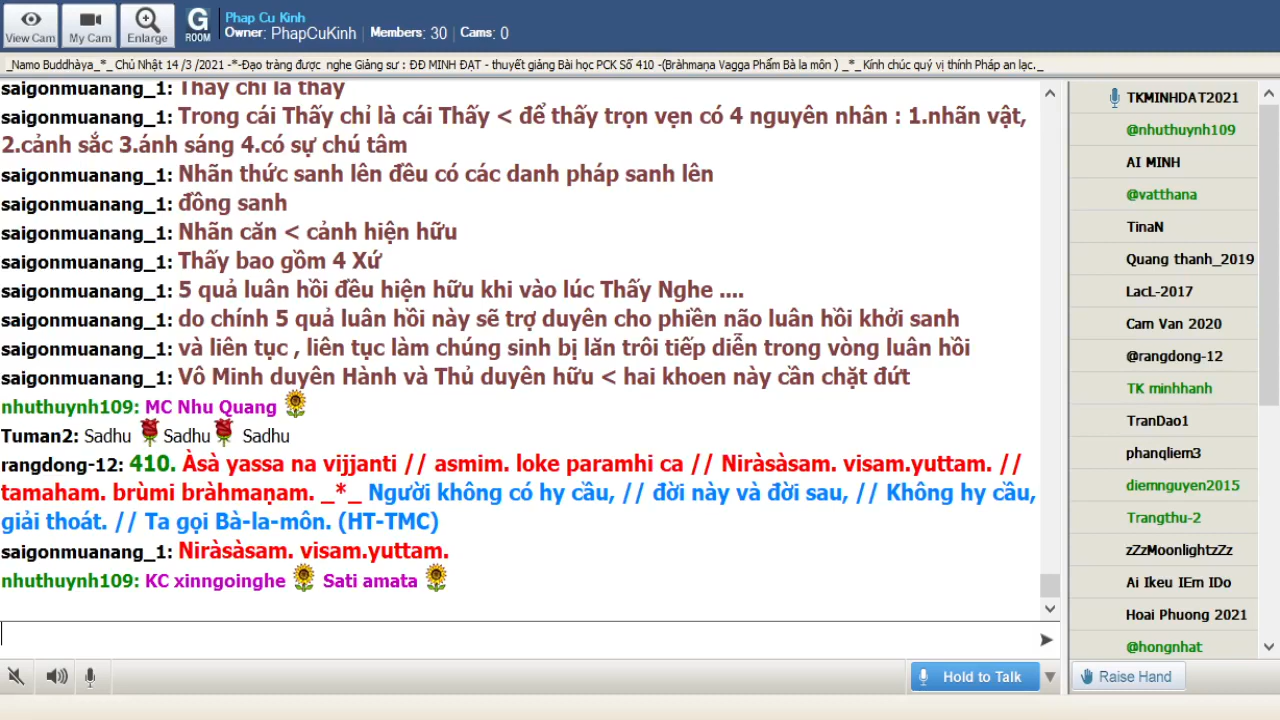 View Cam
My Cam
Enlarge
G
ROOM
Phap Cu Kinh
Owner: PhapCuKinh
Members: 30
Cams: 0
_Namo Buddhàya_*_ Chủ Nhật 14 /3 /2021 -*-Đạo tràng được nghe Giảng sư : ĐĐ MINH ĐẠT - thuyết giảng Bài học PCK Số 410 -(Bràhmaṇa Vagga Phẩm Bà la môn ) _*_ Kính chúc quý vị thính Pháp an lạc._
saigonmuanang_1: Thấy chỉ là thấy
saigonmuanang_1: Trong cái Thấy chỉ là cái Thấy < để thấy trọn vẹn có 4 nguyên nhân : 1.nhãn vật,
2.cảnh sắc 3.ánh sáng 4.có sự chú tâm
saigonmuanang_1: Nhãn thức sanh lên đều có các danh pháp sanh lên
saigonmuanang_1: đồng sanh
saigonmuanang_1: Nhãn căn < cảnh hiện hữu
saigonmuanang_1: Thấy bao gồm 4 Xứ
saigonmuanang_1: 5 quả luân hồi đều hiện hữu khi vào lúc Thấy Nghe ....
saigonmuanang_1: do chính 5 quả luân hồi này sẽ trợ duyên cho phiền não luân hồi khởi sanh
saigonmuanang_1: và liên tục , liên tục làm chúng sinh bị lăn trôi tiếp diễn trong vòng luân hồi
saigonmuanang_1: Vô Minh duyên Hành và Thủ duyên hữu < hai khoen này cần chặt đứt
nhuthuynh109: MC Nhu Quang
Tuman2: Sadhu Sadhu Sadhu
rangdong-12: 410. Àsà yassa na vijjanti // asmim. loke paramhi ca // Niràsàsam. visam.yuttam. //
tamaham. brùmi bràhmaṇam. _*_ Người không có hy cầu, // đời này và đời sau, // Không hy cầu,
giải thoát. // Ta gọi Bà-la-môn. (HT-TMC)
saigonmuanang_1: Niràsàsam. visam.yuttam.
nhuthuynh109: KC xinngoinghe Sati amata
Hold to Talk
TKMINHDAT2021
@nhuthuynh109
AI MINH
@vatthana
TinaN
Quang thanh_2019
LacL-2017
Cam Van 2020
@rangdong-12
TK minhhanh
TranDao1
phanqliem3
diemnguyen2015
Trangthu-2
zZzMoonlightzZz
Ai Ikeu IEm IDo
Hoai Phuong 2021
@hongnhat
Raise Hand